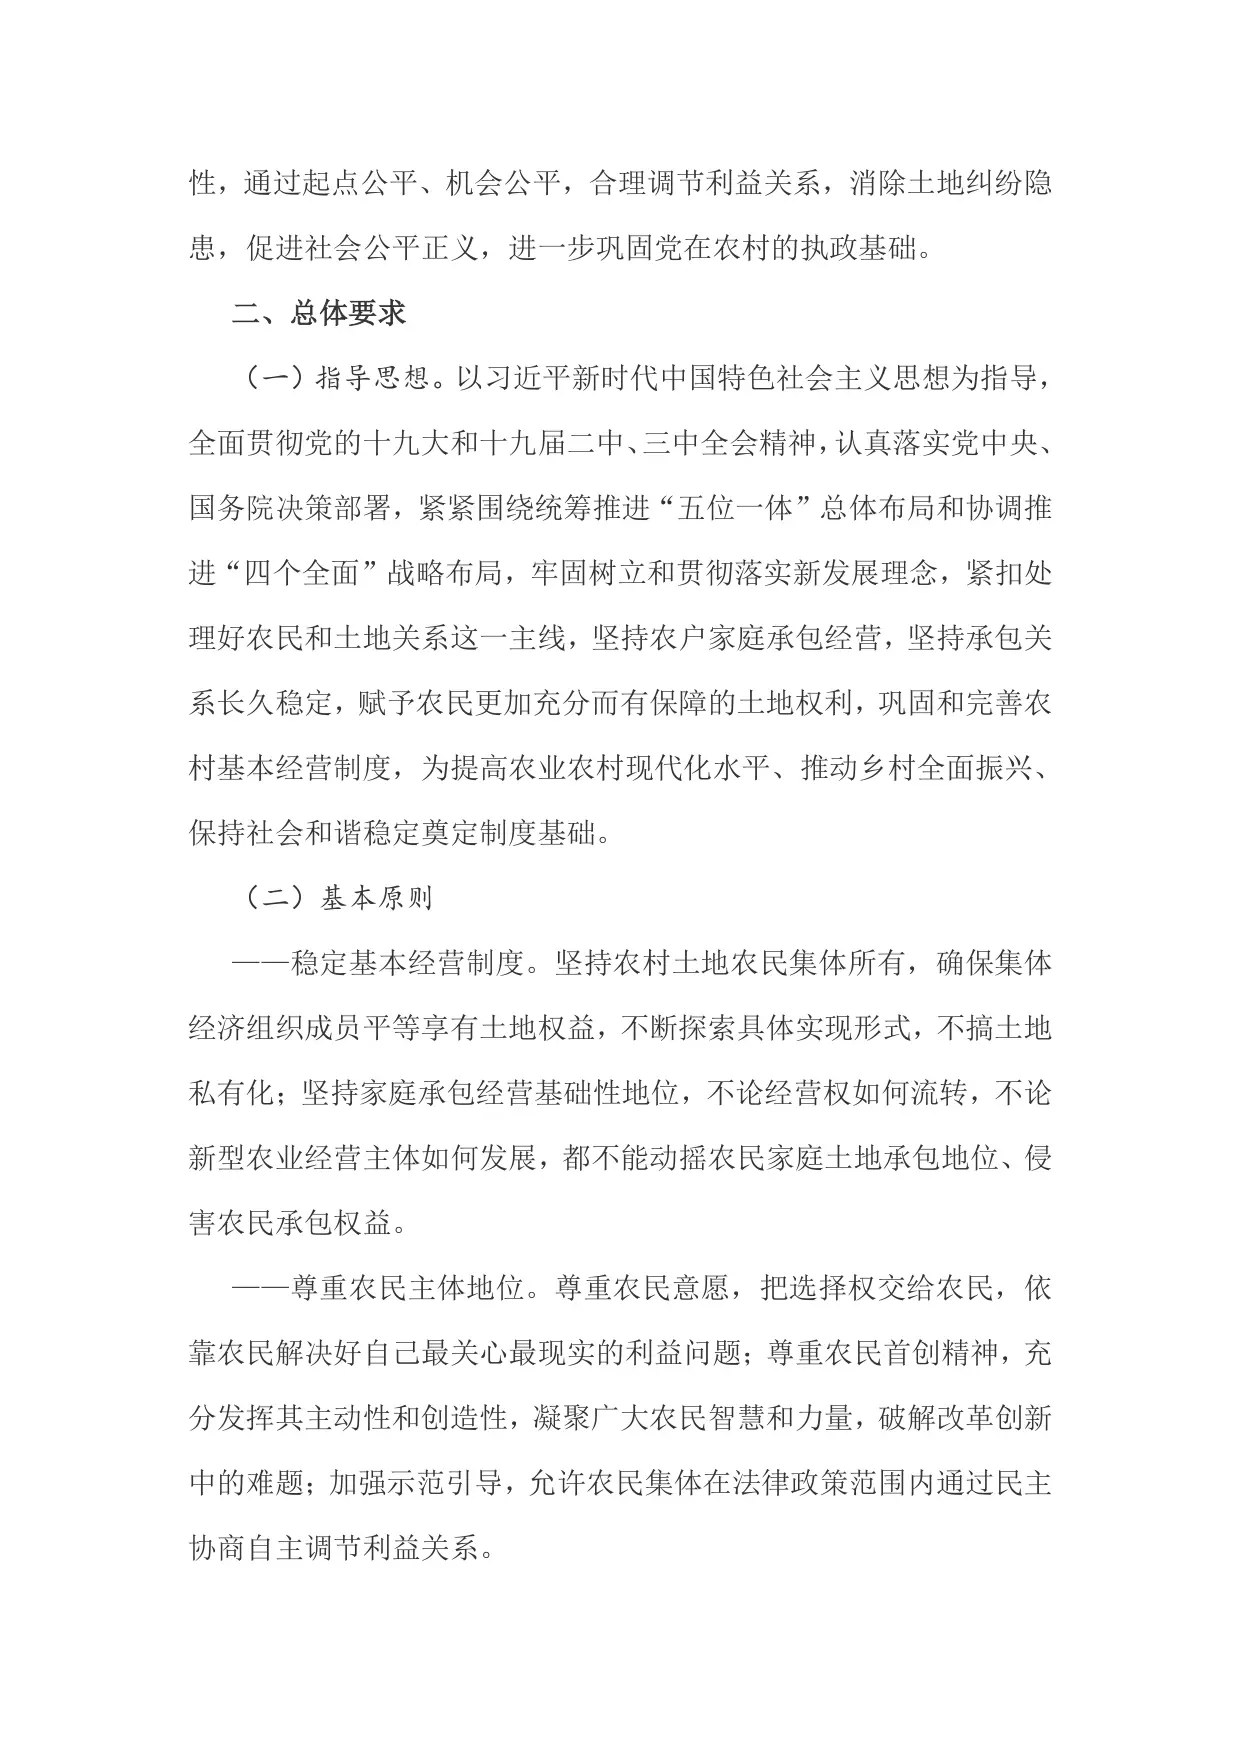 性，通过起点公平、机会公平，合理调节利益关系，消除土地纠纷隐
患，促进社会公平正义，进一步巩固党在农村的执政基础。
二、总体要求
（一）指导思想。以习近平新时代中国特色社会主义思想为指导，
全面贯彻党的十九大和十九届二中、三中全会精神，认真落实党中央、
国务院决策部署，紧紧围绕统筹推进“五位一体”总体布局和协调推
进“四个全面”战略布局，牢固树立和贯彻落实新发展理念，紧扣处
理好农民和土地关系这一主线，坚持农户家庭承包经营，坚持承包关
系长久稳定，赋予农民更加充分而有保障的土地权利，巩固和完善农
村基本经营制度，为提高农业农村现代化水平、推动乡村全面振兴、
保持社会和谐稳定奠定制度基础。
（二）基本原则
——稳定基本经营制度。坚持农村土地农民集体所有，确保集体
经济组织成员平等享有土地权益，不断探索具体实现形式，不搞土地
私有化；坚持家庭承包经营基础性地位，不论经营权如何流转，不论
新型农业经营主体如何发展，都不能动摇农民家庭土地承包地位、侵
害农民承包权益。
——尊重农民主体地位。尊重农民意愿，把选择权交给农民，依
靠农民解决好自己最关心最现实的利益问题；尊重农民首创精神，充
分发挥其主动性和创造性，凝聚广大农民智慧和力量，破解改革创新
中的难题；加强示范引导，允许农民集体在法律政策范围内通过民主
协商自主调节利益关系。